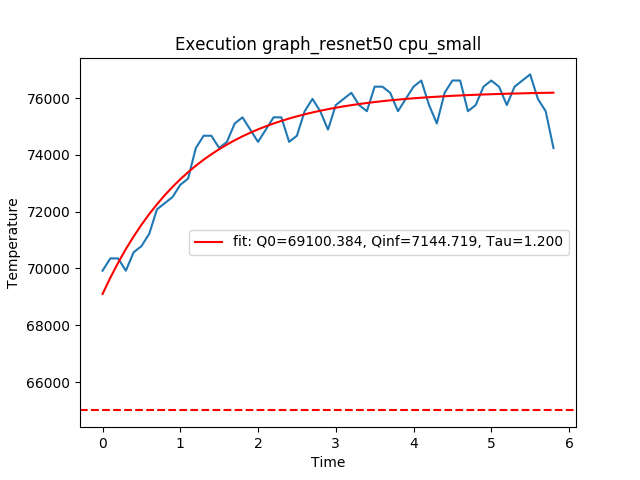 Execution graph_resnet50 cpu_small
76000
74000
72000
70000
68000
66000
Temperature
fit: Q0=69100.384, Qinf=7144.719, Tau=1.200
0 1 2 3 4 5 6
Time